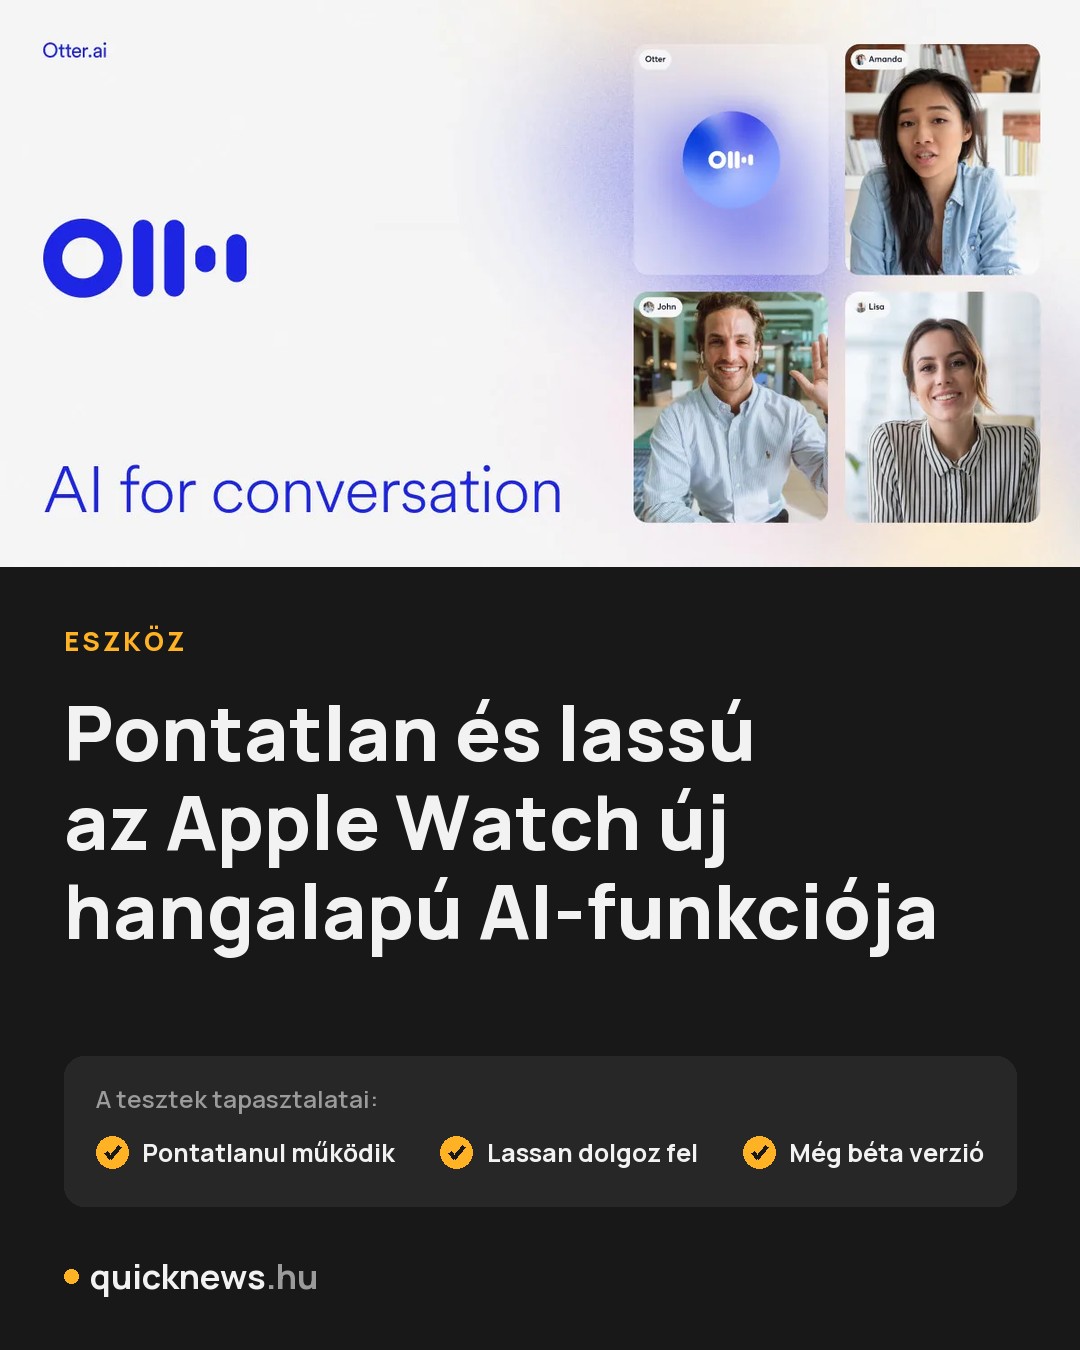 Otter.ai
Otter
Amanda
John
Lisa
AI for conversation
ESZKÖZ
Pontatlan és lassú
az Apple Watch új
hangalapú AI-funkciója
A tesztek tapasztalatai:
Pontatlanul működik
Lassan dolgoz fel
Még béta verzió
quicknews.hu